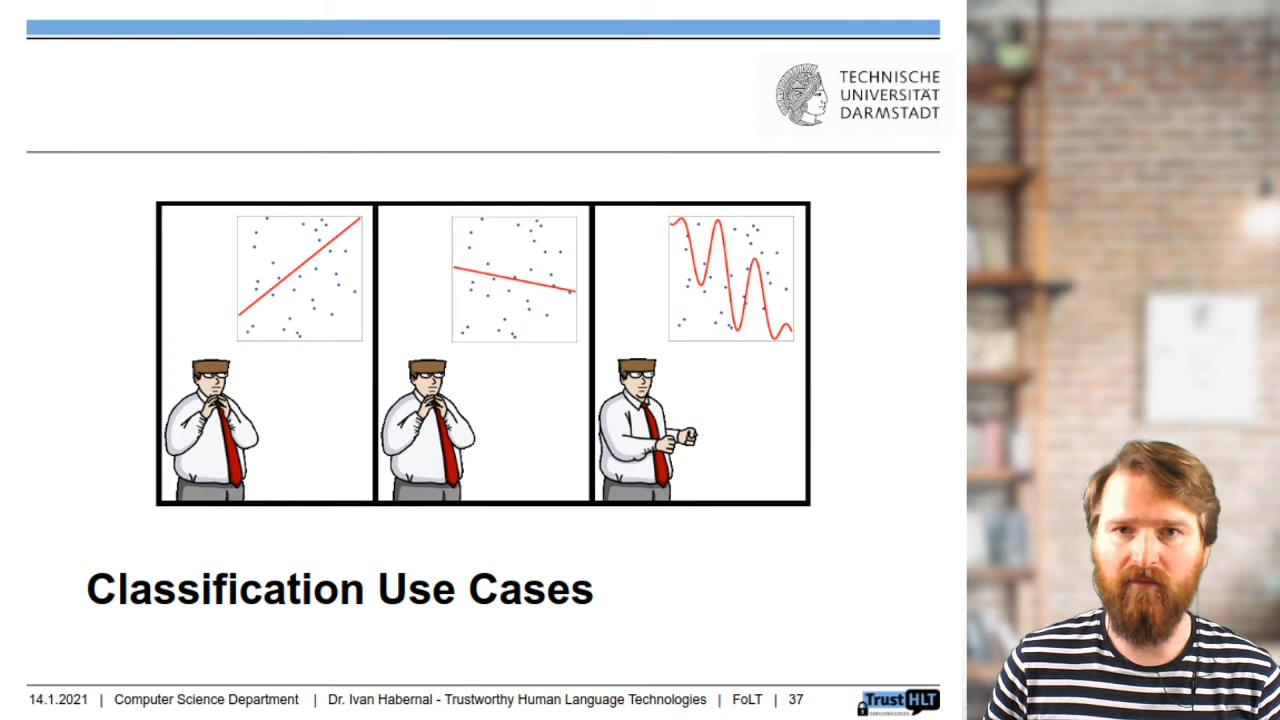 TECHNISCHE
UNIVERSITÄT
DARMSTADT
Classification Use Cases
14.1.2021 | Computer Science Department | Dr. Ivan Habernal - Trustworthy Human Language Technologies | FoLT | 37
TrustHLT